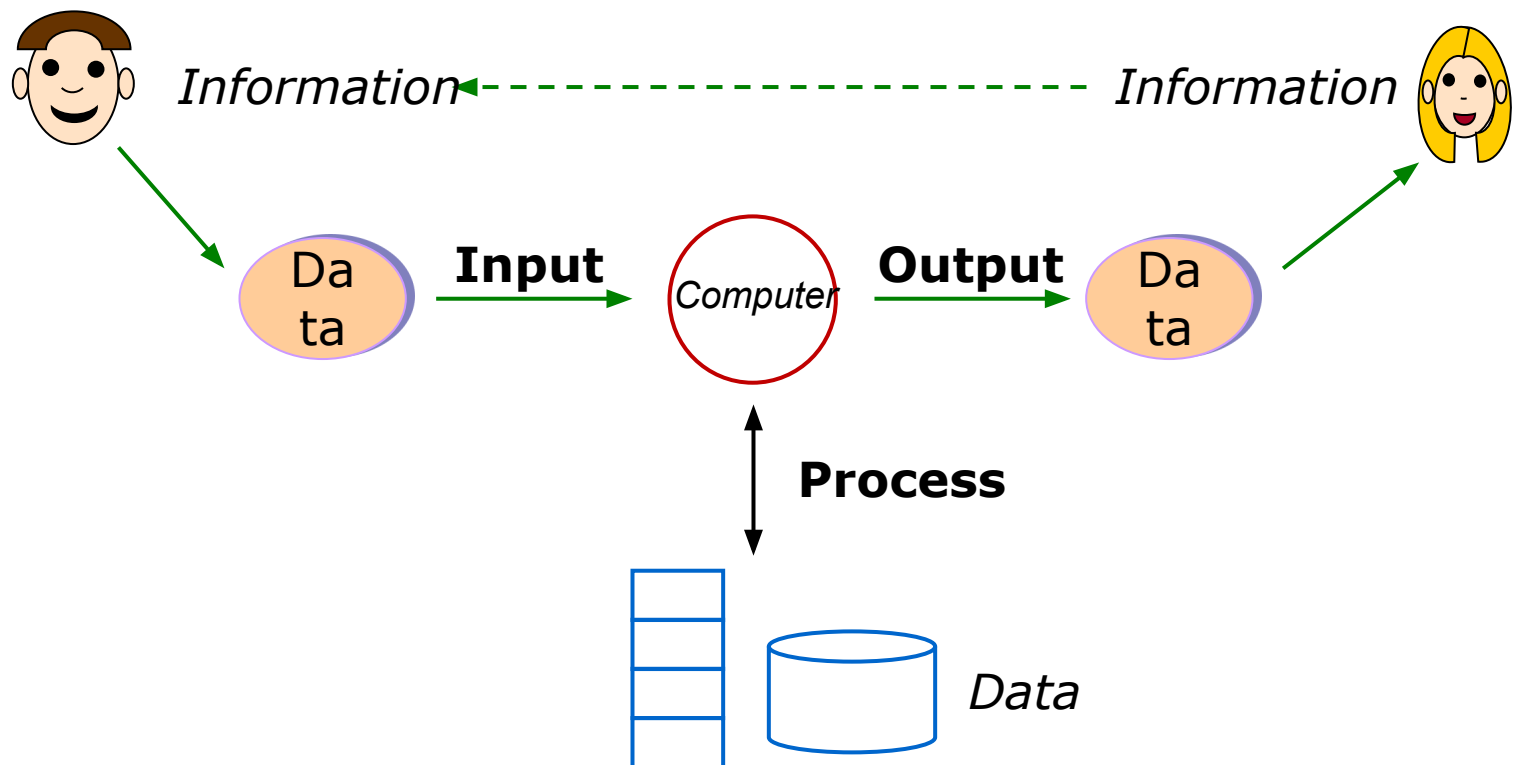 Information
Information
Da
ta
Input
Computer
Output
Da
ta
Process
Data